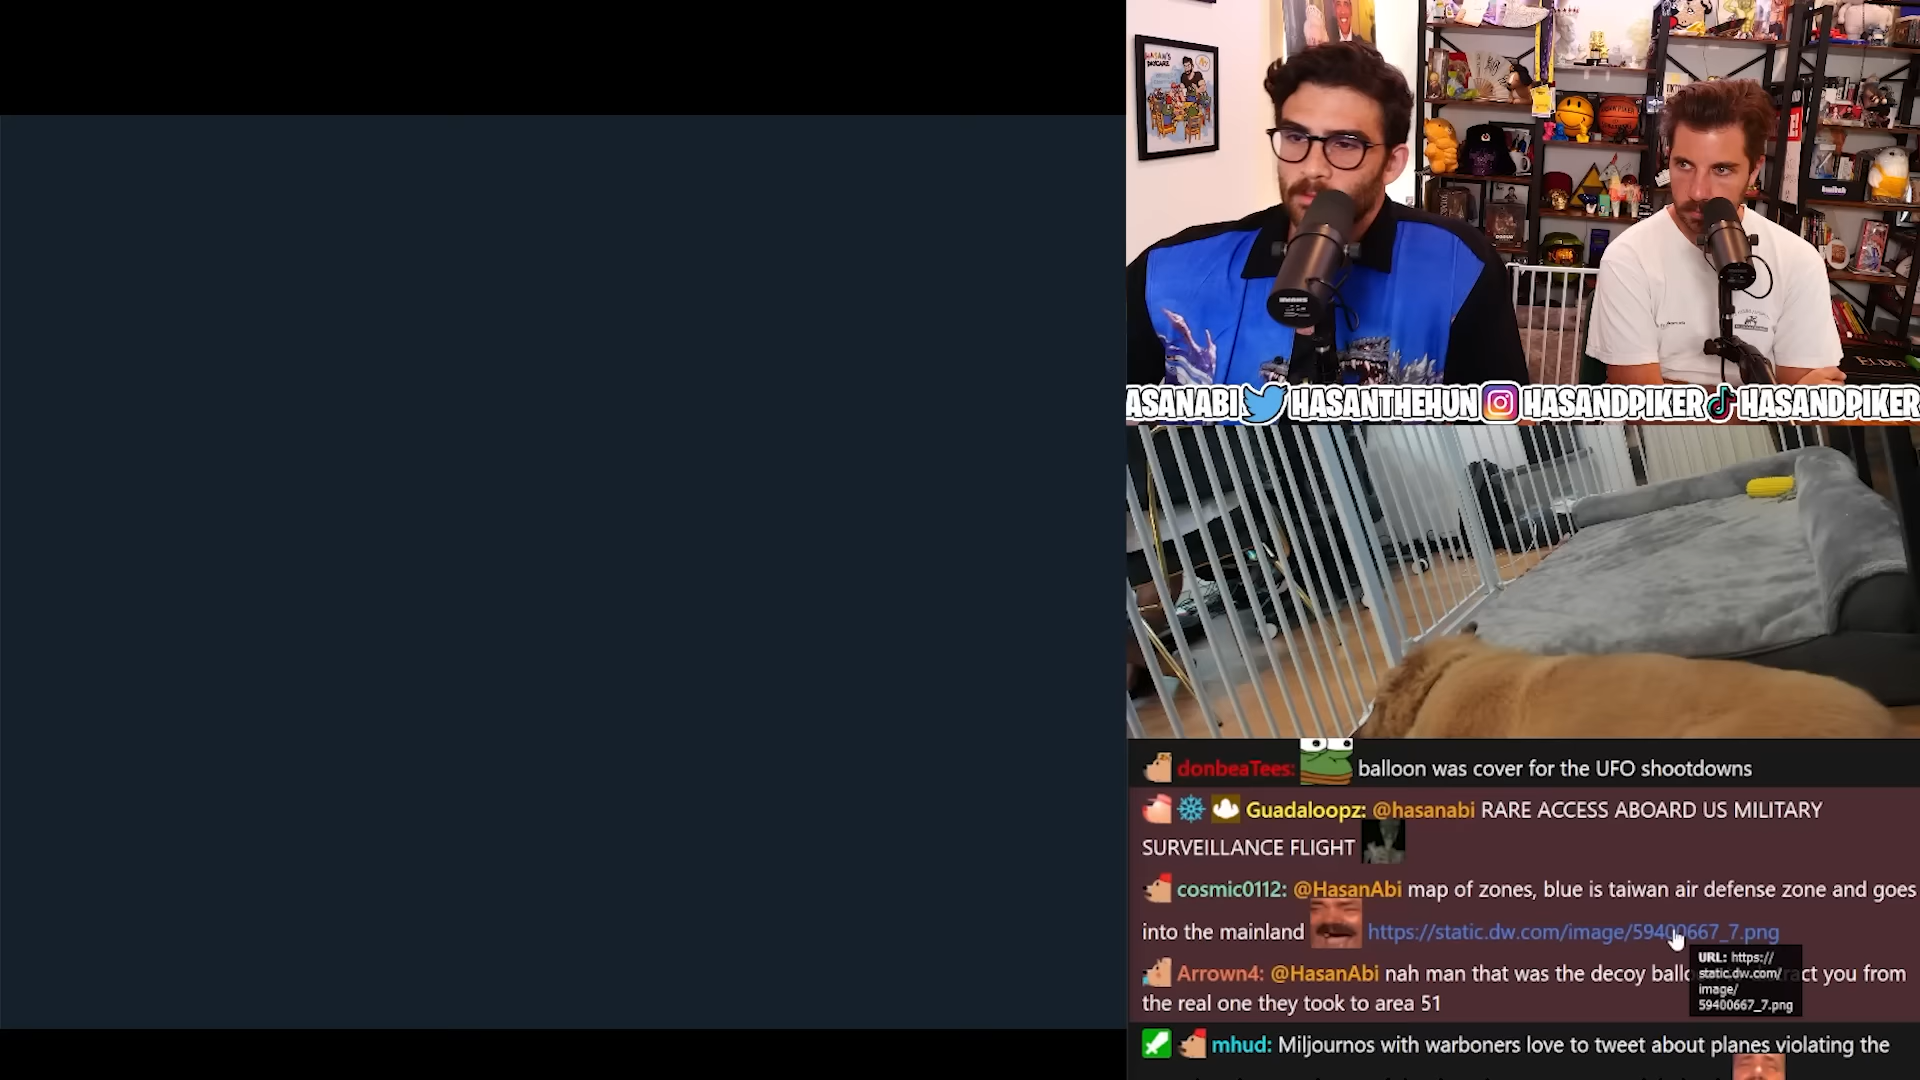 HASAN'S
DAYCARE
ELDEN
ASANABI HASANTHEHUN HASANDPIKER HASANDPIKER
donbeaTees: balloon was cover for the UFO shootdowns
Guadaloopz: @hasanabi RARE ACCESS ABOARD US MILITARY
SURVEILLANCE FLIGHT
cosmic0112: @HasanAbi map of zones, blue is taiwan air defense zone and goes
into the mainland https://static.dw.com/image/59400667_7.png
URL: https://
static.dw.com/
image/
59400667_7.png
Arrown4: @HasanAbi nah man that was the decoy you from
the real one they took to area 51
mhud: Miljournos with warboners love to tweet about planes violating the